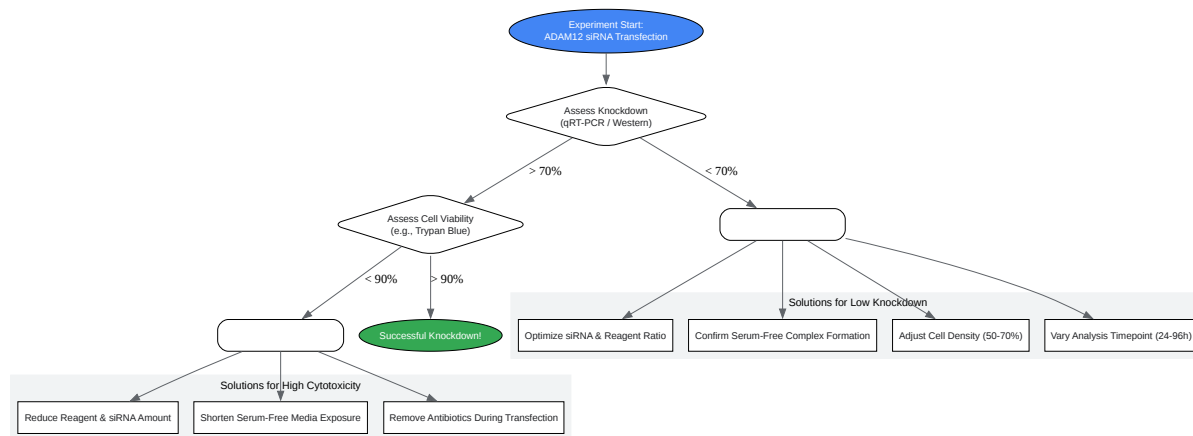 Experiment Start:
ADAM12 siRNA Transfection
Assess Knockdown
(qRT-PCR / Western)
> 70%
< 70%
Assess Cell Viability
(e.g., Trypan Blue)
< 90%
> 90%
Solutions for Low Knockdown
Successful Knockdown!
Optimize siRNA & Reagent Ratio
Confirm Serum-Free Complex Formation
Adjust Cell Density (50-70%)
Vary Analysis Timepoint (24-96h)
Solutions for High Cytotoxicity
Reduce Reagent & siRNA Amount
Shorten Serum-Free Media Exposure
Remove Antibiotics During Transfection